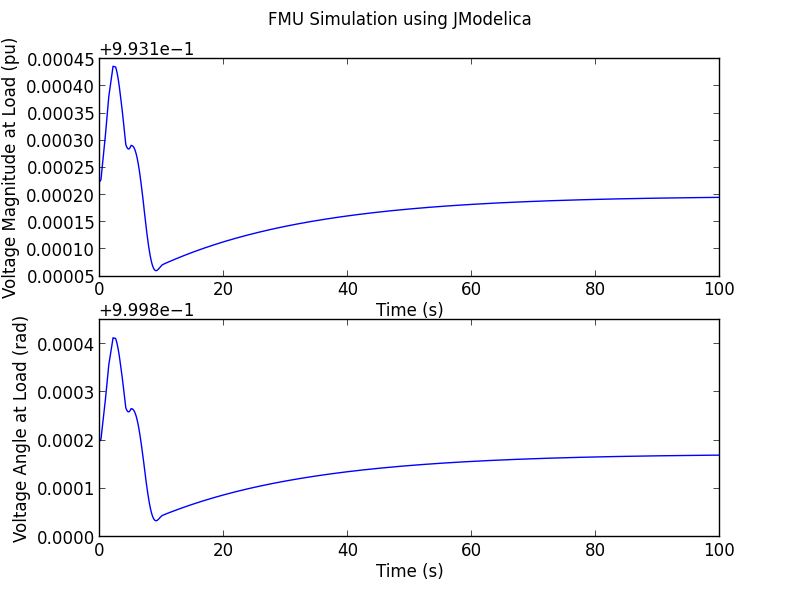 FMU Simulation using JModelica
+9.931e−1
Voltage Magnitude at Load (pu)
0.00045
0.00040
0.00035
0.00030
0.00025
0.00020
0.00015
0.00010
0.00005
0 20 40 60 80 100
Time (s)
+9.998e−1
Voltage Angle at Load (rad)
0.0004
0.0003
0.0002
0.0001
0.0000
0 20 40 60 80 100
Time (s)